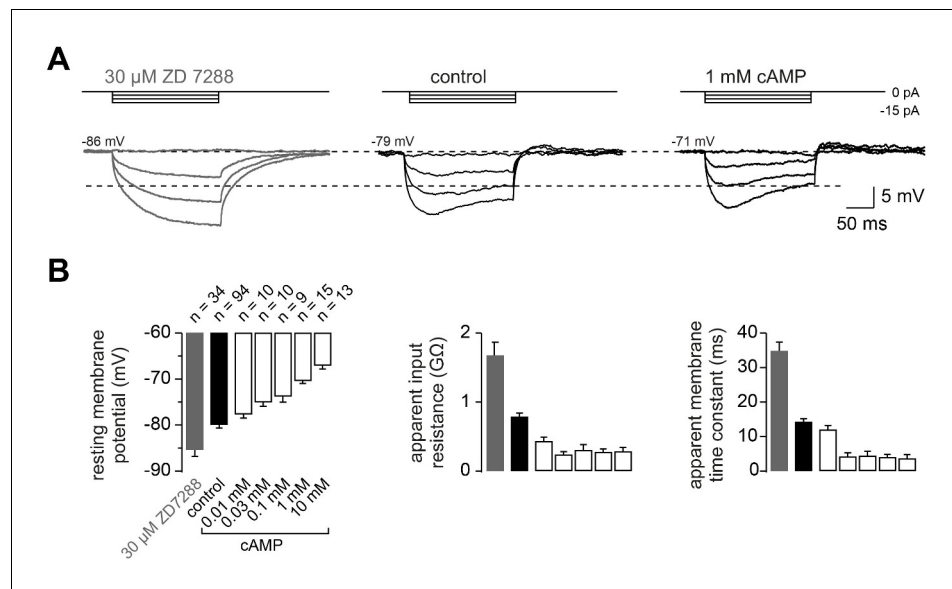 A
30 µM ZD 7288
control
1 mM cAMP
0 pA
-15 pA
-86 mV
-79 mV
-71 mV
5 mV
50 ms
B
n = 34
n = 94
n = 10
n = 10
n = 9
n = 15
n = 13
resting membrane
potential (mV)
-60
-70
-80
-90
30 µM ZD7288
control
0.01 mM
0.03 mM
0.1 mM
1 mM
10 mM
cAMP
apparent input
resistance (GΩ)
2
1
0
apparent membrane
time constant (ms)
40
30
20
10
0